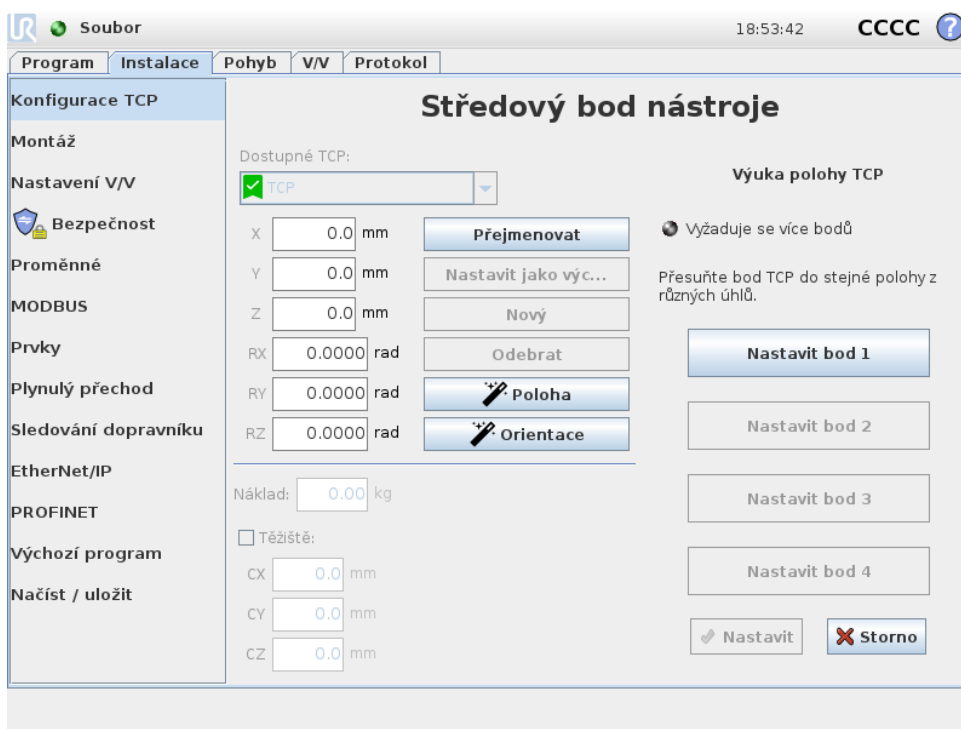 UR Soubor 18:53:42 CCCC ?
Program Instalace Pohyb V/V Protokol
Konfigurace TCP
Montáž
Nastavení V/V
Bezpečnost
Proměnné
MODBUS
Prvky
Plynulý přechod
Sledování dopravníku
EtherNet/IP
PROFINET
Výchozí program
Načíst / uložit
Středový bod nástroje
Dostupné TCP:
TCP
X 0.0 mm Přejmenovat
Y 0.0 mm Nastavit jako výc...
Z 0.0 mm Nový
RX 0.0000 rad Odebrat
RY 0.0000 rad Poloha
RZ 0.0000 rad Orientace
Náklad: 0.00 kg
Těžiště:
CX 0.0 mm
CY 0.0 mm
CZ 0.0 mm
Výuka polohy TCP
Vyžaduje se více bodů
Přesuňte bod TCP do stejné polohy z
různých úhlů.
Nastavit bod 1
Nastavit bod 2
Nastavit bod 3
Nastavit bod 4
Nastavit Storno